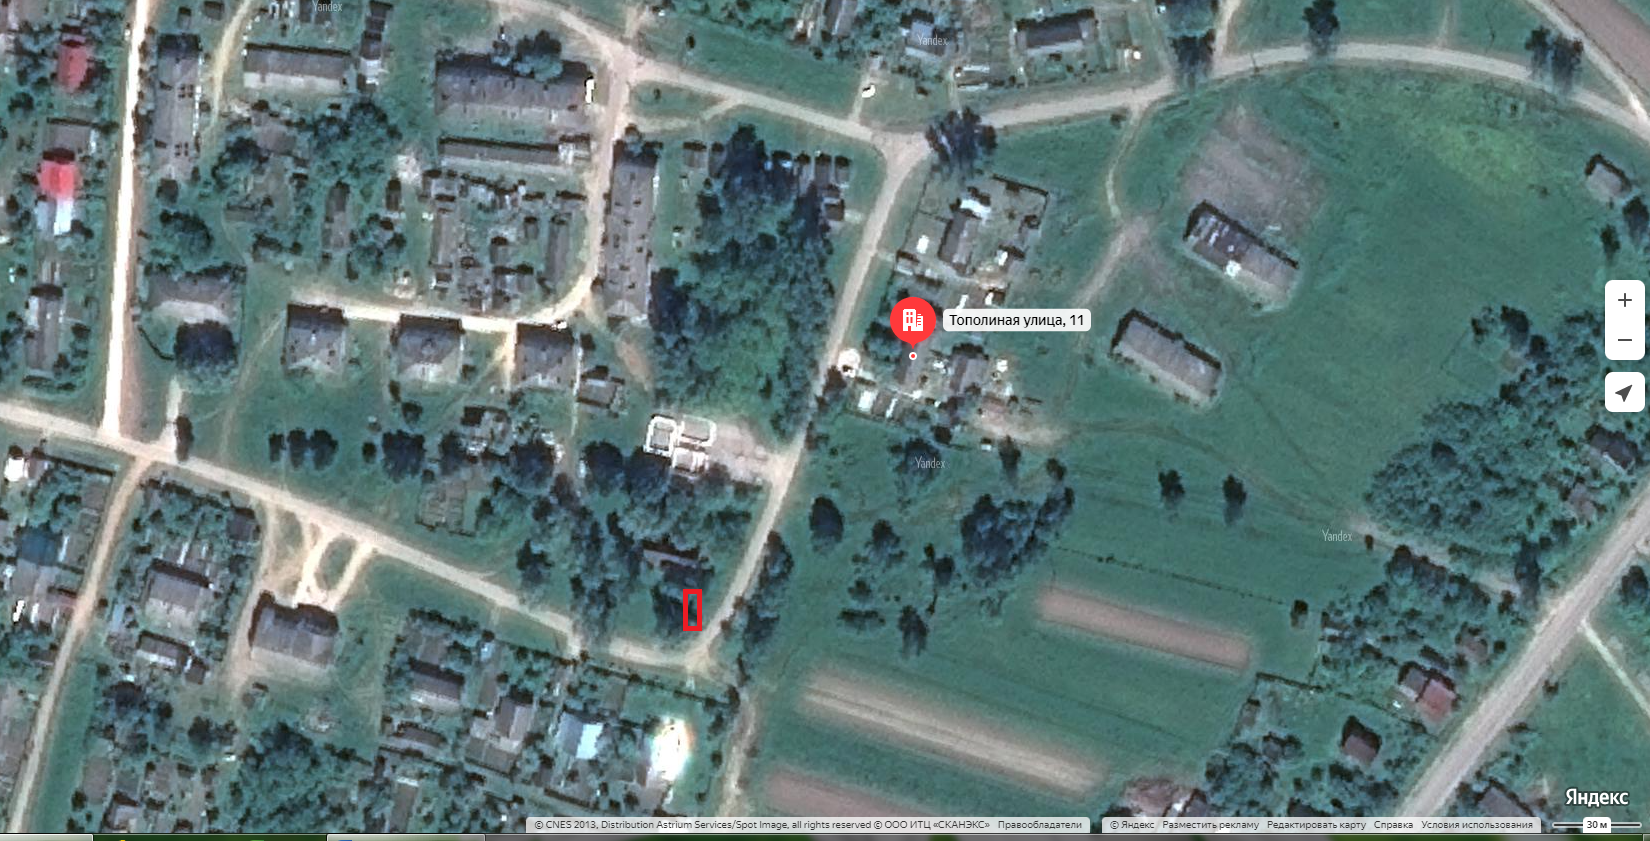 Yandex
Yandex
Тополиная улица, 11
Yandex
Yandex
Яндекс
© CNES 2013, Distribution Astrium Services/Spot Image, all rights reserved © ООО ИТЦ «СКАНЭКС» Правообладатели
© Яндекс Разместить рекламу Редактировать карту Справка Условия использования
30 м